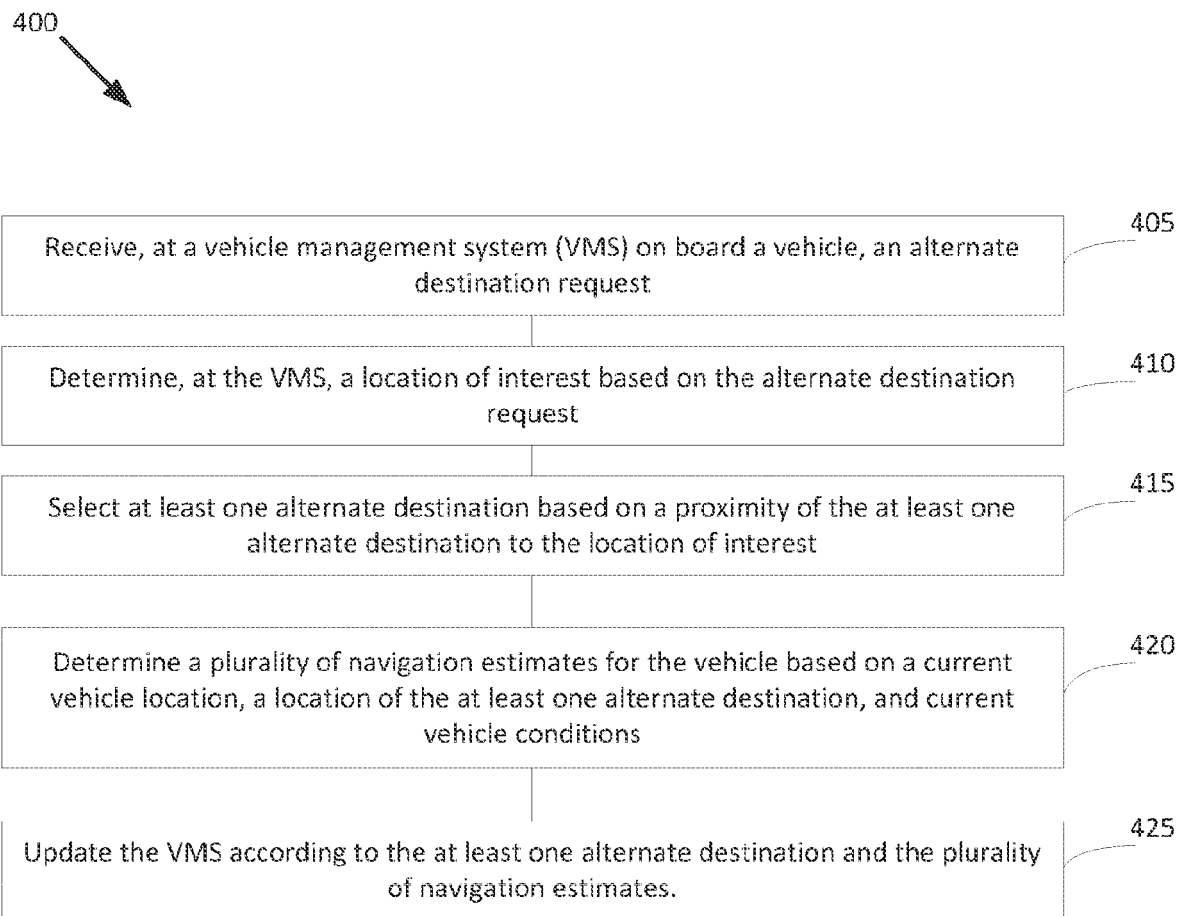 400
405
Receive, at a vehicle management system (VMS) on board a vehicle, an alternate
destination request
410
Determine, at the VMS, a location of interest based on the alternate destination
request
415
Select at least one alternate destination based on a proximity of the at least one
alternate destination to the location of interest
420
Determine a plurality of navigation estimates for the vehicle based on a current
vehicle location, a location of the at least one alternate destination, and current
vehicle conditions
425
Update the VMS according to the at least one alternate destination and the plurality
of navigation estimates.